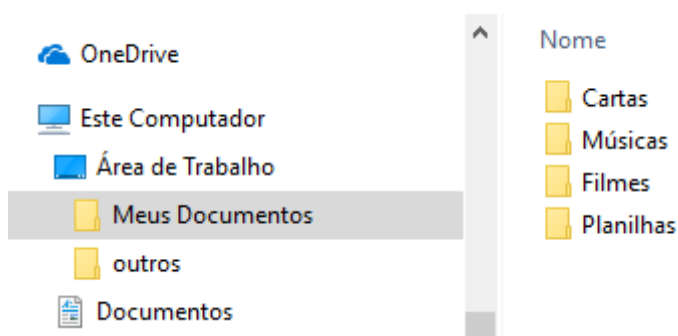 OneDrive
Este Computador
Área de Trabalho
Meus Documentos
outros
Documentos
Nome
Cartas
Músicas
Filmes
Planilhas